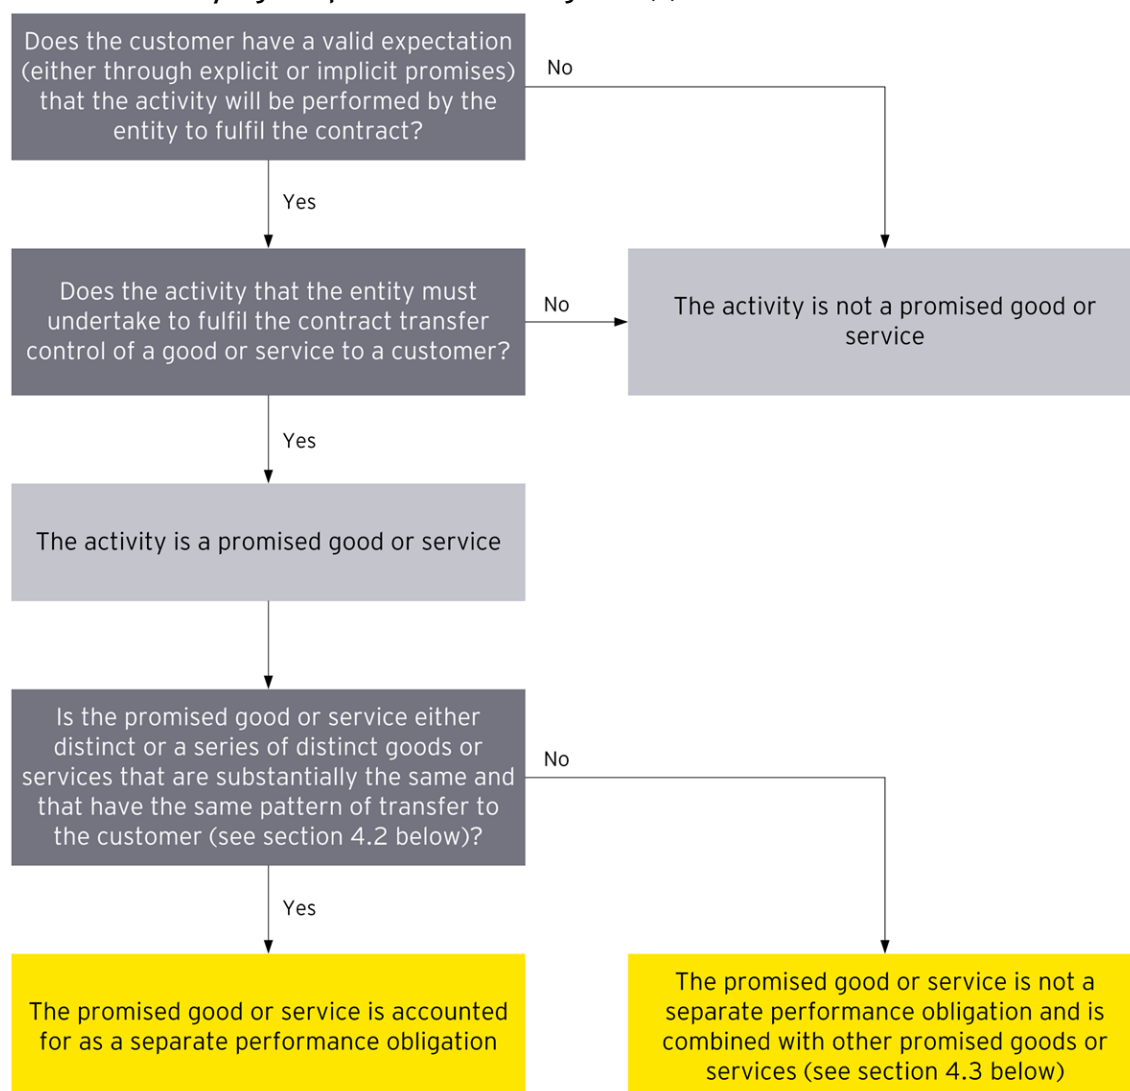 Does the customer have a valid expectation
(either through explicit or implicit promises)
that the activity will be performed by the
entity to fulfil the contract?
No
Yes
Does the activity that the entity must
undertake to fulfil the contract transfer
control of a good or service to a customer?
No
The activity is not a promised good or
service
Yes
The activity is a promised good or service
Is the promised good or service either
distinct or a series of distinct goods or
services that are substantially the same and
that have the same pattern of transfer to
the customer (see section 4.2 below)?
No
Yes
The promised good or service is accounted
for as a separate performance obligation
The promised good or service is not a
separate performance obligation and is
combined with other promised goods or
services (see section 4.3 below)